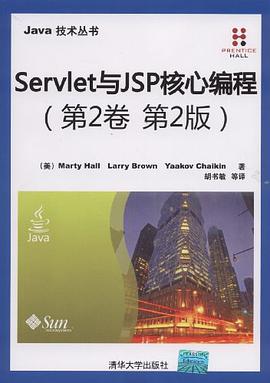 Java 技术丛书
PRENTICE
HALL
Servlet与JSP核心编程
（第2卷 第2版）
（美） Marty Hall Larry Brown Yaakov Chaikin 著
胡书敏 等译
Java
Sun
清华大学出版社